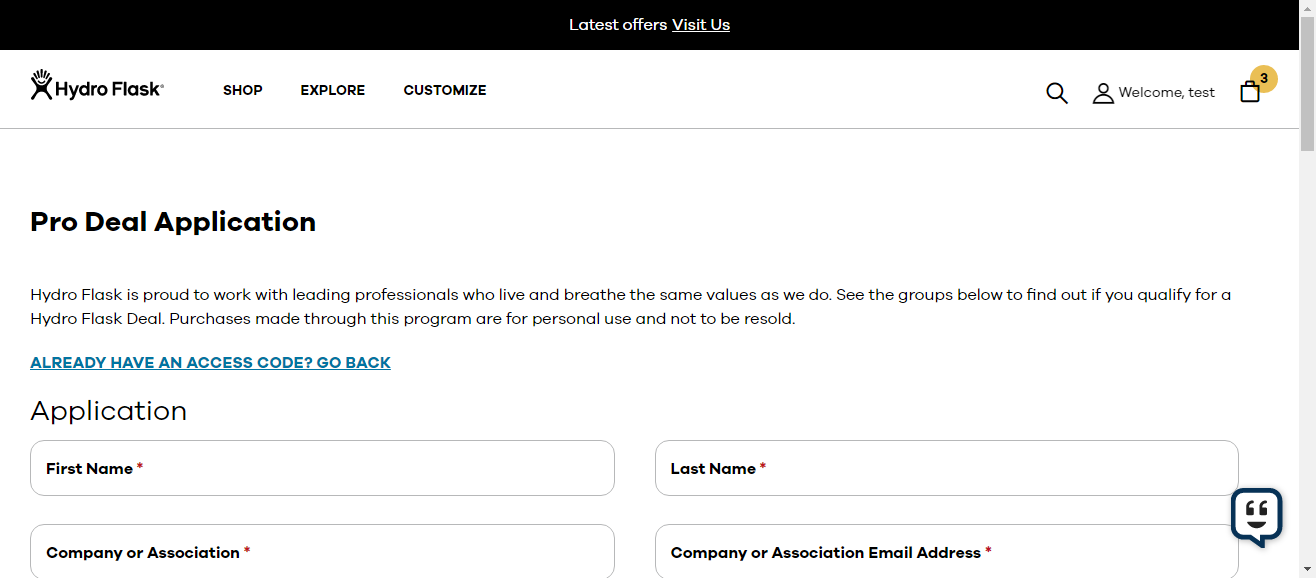 Latest offers Visit Us
Hydro Flask
SHOP
EXPLORE
CUSTOMIZE
Welcome, test
3
Pro Deal Application
Hydro Flask is proud to work with leading professionals who live and breathe the same values as we do. See the groups below to find out if you qualify for a
Hydro Flask Deal. Purchases made through this program are for personal use and not to be resold.
ALREADY HAVE AN ACCESS CODE? GO BACK
Application
First Name *
Last Name *
Company or Association *
Company or Association Email Address *